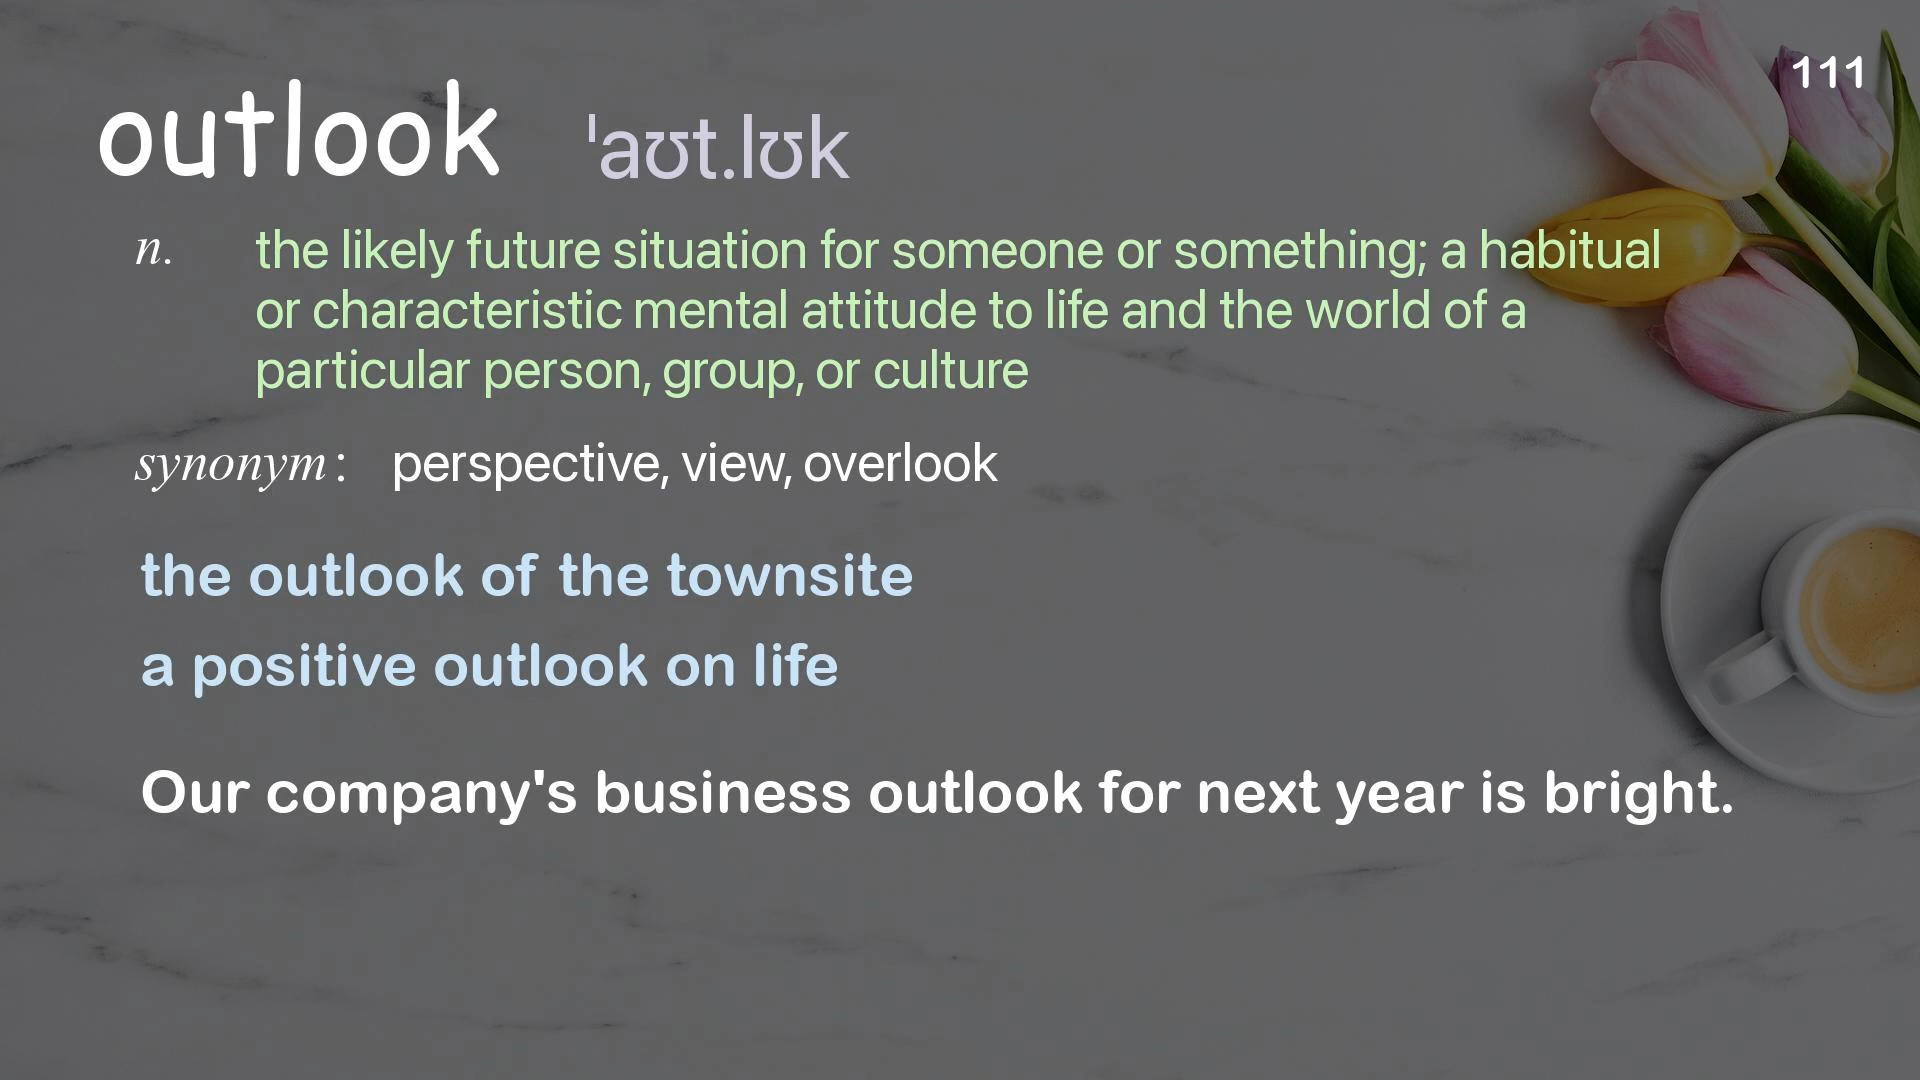 111
outlook ˈaʊt.lʊk
n. the likely future situation for someone or something; a habitual
or characteristic mental attitude to life and the world of a
particular person, group, or culture
synonym: perspective, view, overlook
the outlook of the townsite
a positive outlook on life
Our company's business outlook for next year is bright.